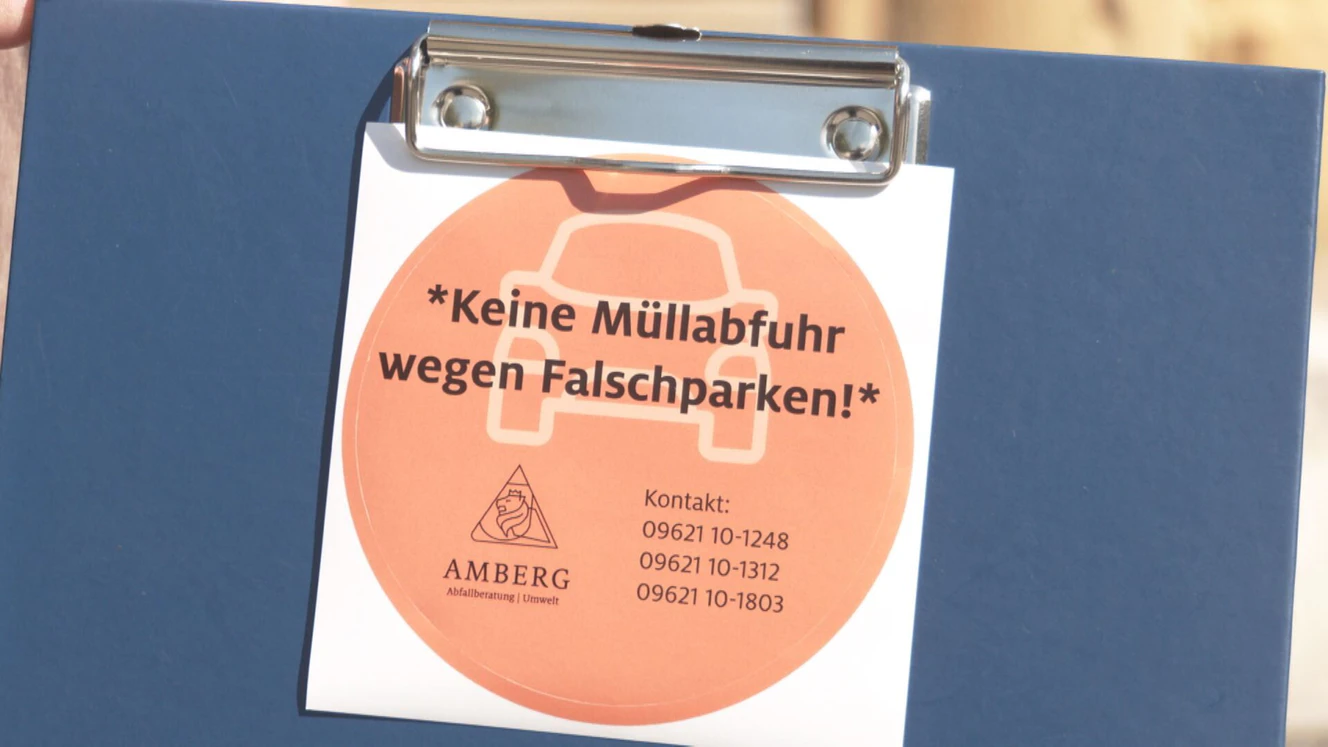 *Keine Müllabfuhr
wegen Falschparken!*
AMBERG
Abfallberatung | Umwelt
Kontakt:
09621 10-1248
09621 10-1312
09621 10-1803